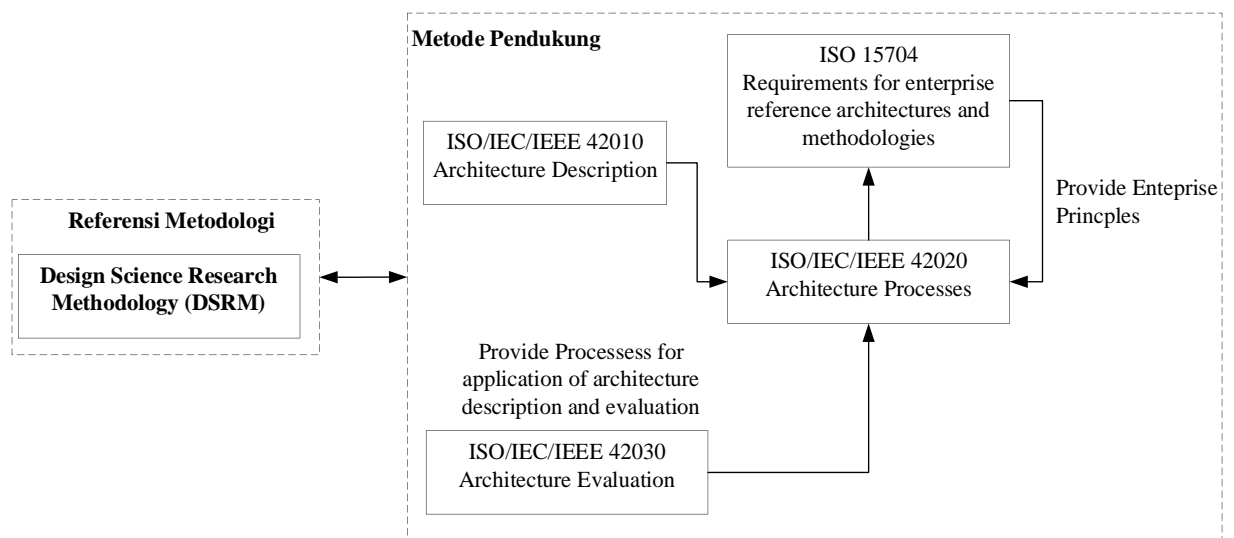 Metode Pendukung
ISO 15704
Requirements for enterprise
reference architectures and
methodologies
ISO/IEC/IEEE 42010
Architecture Description
Provide Enteprise
Princples
Referensi Metodologi
Design Science Research
Methodology (DSRM)
ISO/IEC/IEEE 42020
Architecture Processes
Provide Processess for
application of architecture
description and evaluation
ISO/IEC/IEEE 42030
Architecture Evaluation